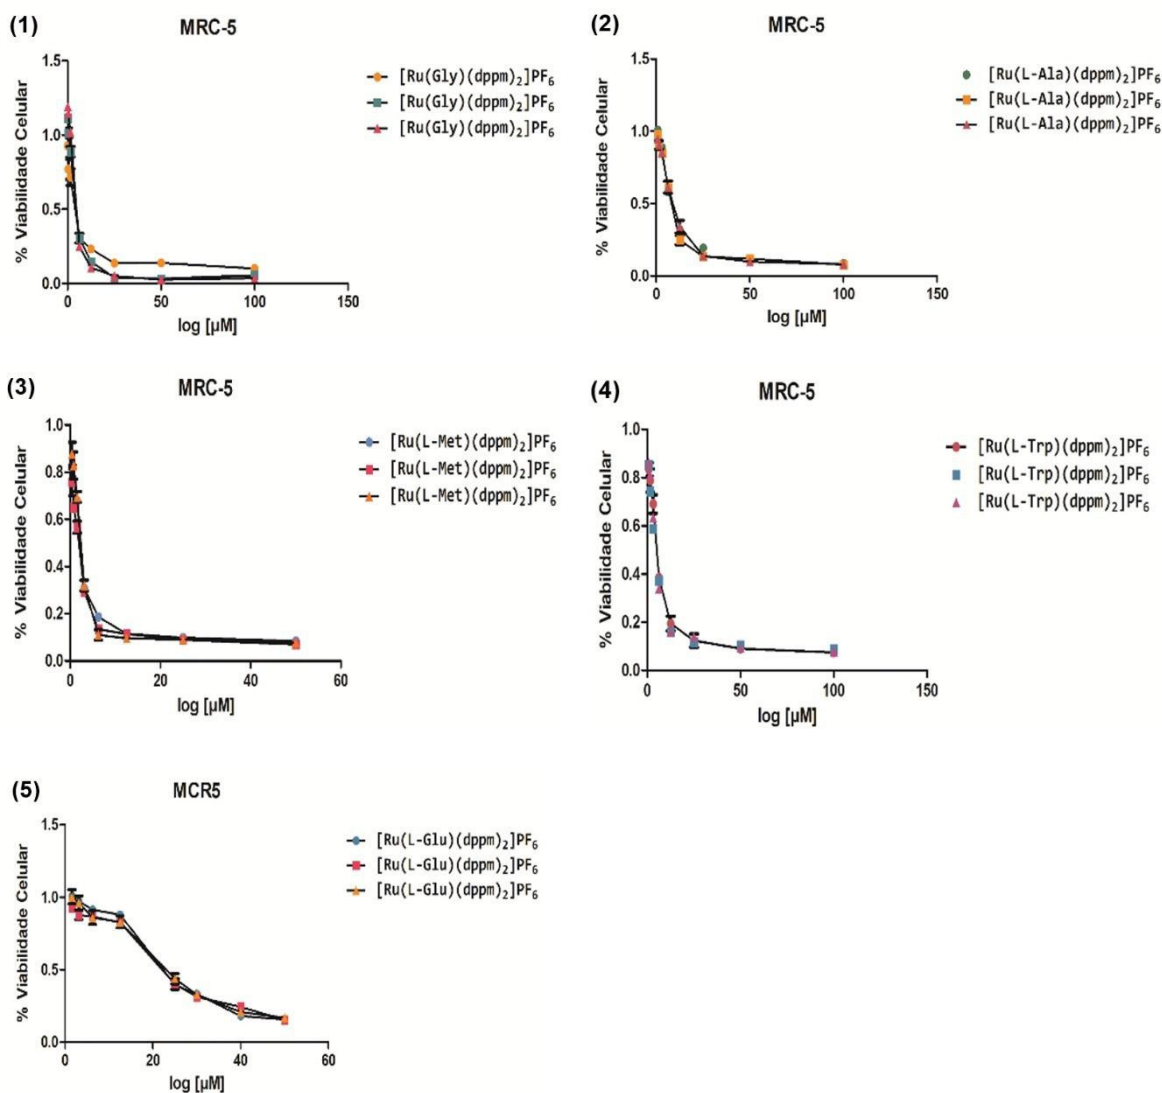 (1)
MRC-5
% Viabilidade Celular
1.5
1.0
0.5
0.0
0
50
100
150
log [µM]
[Ru(Gly)(dppm)₂]PF₆
[Ru(Gly)(dppm)₂]PF₆
[Ru(Gly)(dppm)₂]PF₆
(2)
MRC-5
% Viabilidade Celular
1.5
1.0
0.5
0.0
0
50
100
150
log [µM]
[Ru(L-Ala)(dppm)₂]PF₆
[Ru(L-Ala)(dppm)₂]PF₆
[Ru(L-Ala)(dppm)₂]PF₆
(3)
MRC-5
% Viabilidade Celular
1.0
0.8
0.6
0.4
0.2
0.0
0
20
40
60
log [µM]
[Ru(L-Met)(dppm)₂]PF₆
[Ru(L-Met)(dppm)₂]PF₆
[Ru(L-Met)(dppm)₂]PF₆
(4)
MRC-5
% Viabilidade Celular
1.0
0.8
0.6
0.4
0.2
0.0
0
50
100
150
log [µM]
[Ru(L-Trp)(dppm)₂]PF₆
[Ru(L-Trp)(dppm)₂]PF₆
[Ru(L-Trp)(dppm)₂]PF₆
(5)
MCR5
% Viabilidade Celular
1.5
1.0
0.5
0.0
0
20
40
60
log [µM]
[Ru(L-Glu)(dppm)₂]PF₆
[Ru(L-Glu)(dppm)₂]PF₆
[Ru(L-Glu)(dppm)₂]PF₆